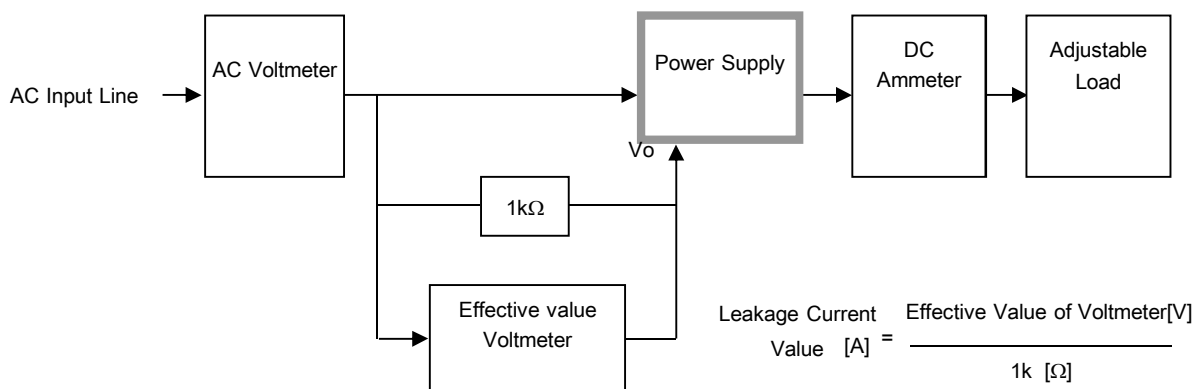 AC Input Line
AC Voltmeter
Power Supply
Vo
DC
Ammeter
Adjustable
Load
1kΩ
Effective value
Voltmeter
Leakage Current
Value [A]
=
Effective Value of Voltmeter[V]
1k [Ω]